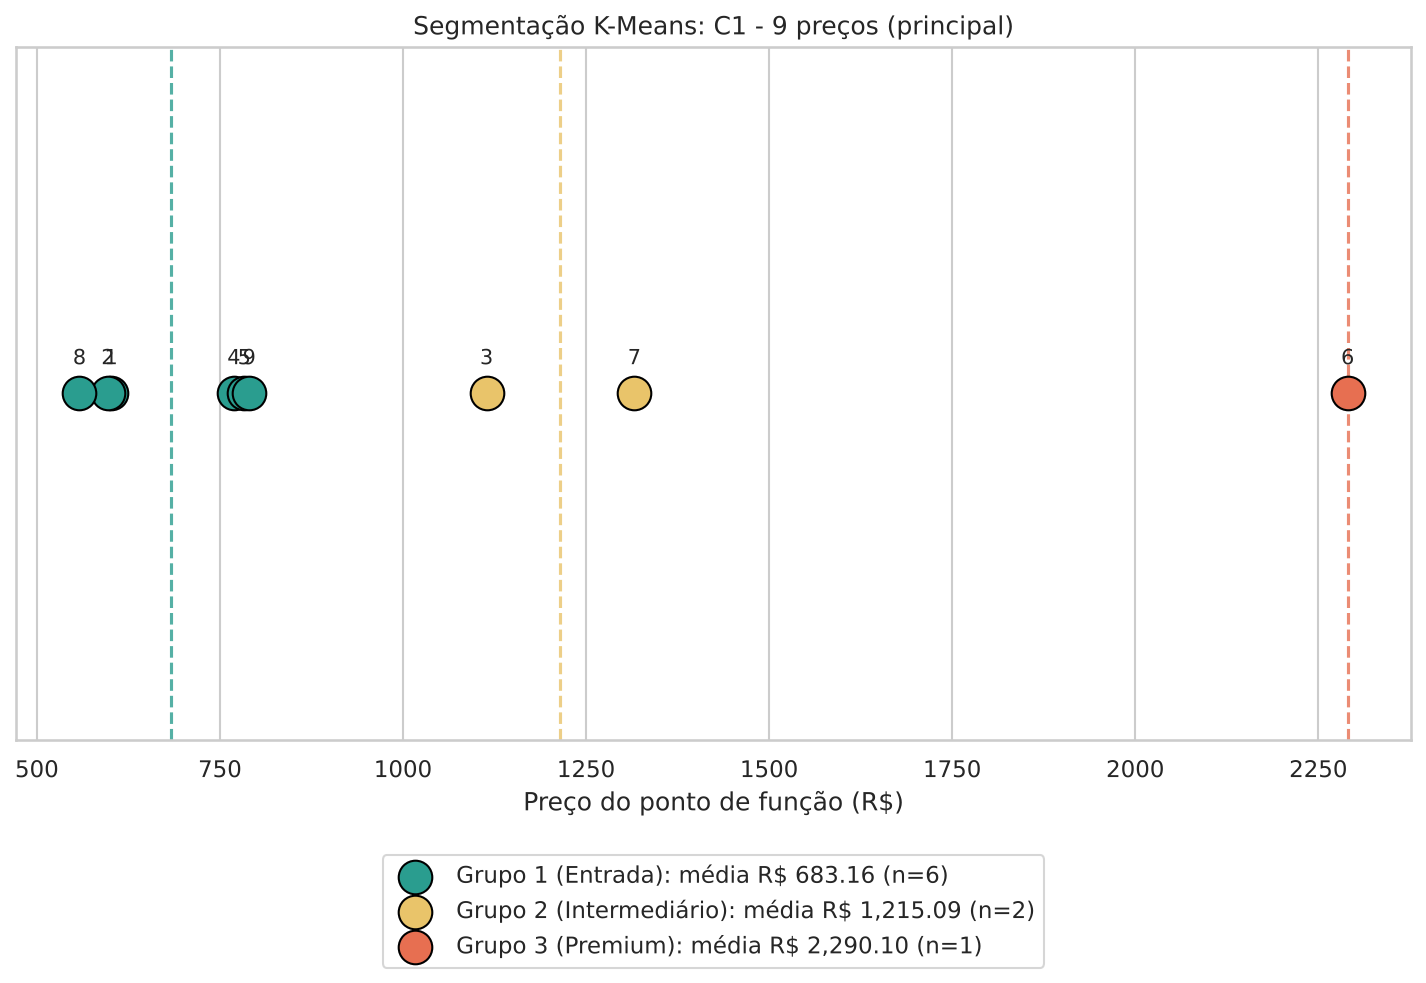 Segmentação K-Means: C1 - 9 preços (principal)
8 2 1 4 5 9 3 7 6
500 750 1000 1250 1500 1750 2000 2250
Preço do ponto de função (R$)
Grupo 1 (Entrada): média R$ 683.16 (n=6)
Grupo 2 (Intermediário): média R$ 1,215.09 (n=2)
Grupo 3 (Premium): média R$ 2,290.10 (n=1)